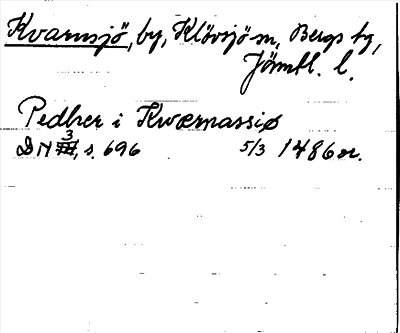 Kvarnsjö, by, Klövsjö sn, Bergs tg,
Jämtl. l.
Pedher i Kwærnassiø
DN 3, s. 696 5/3 1486 or.